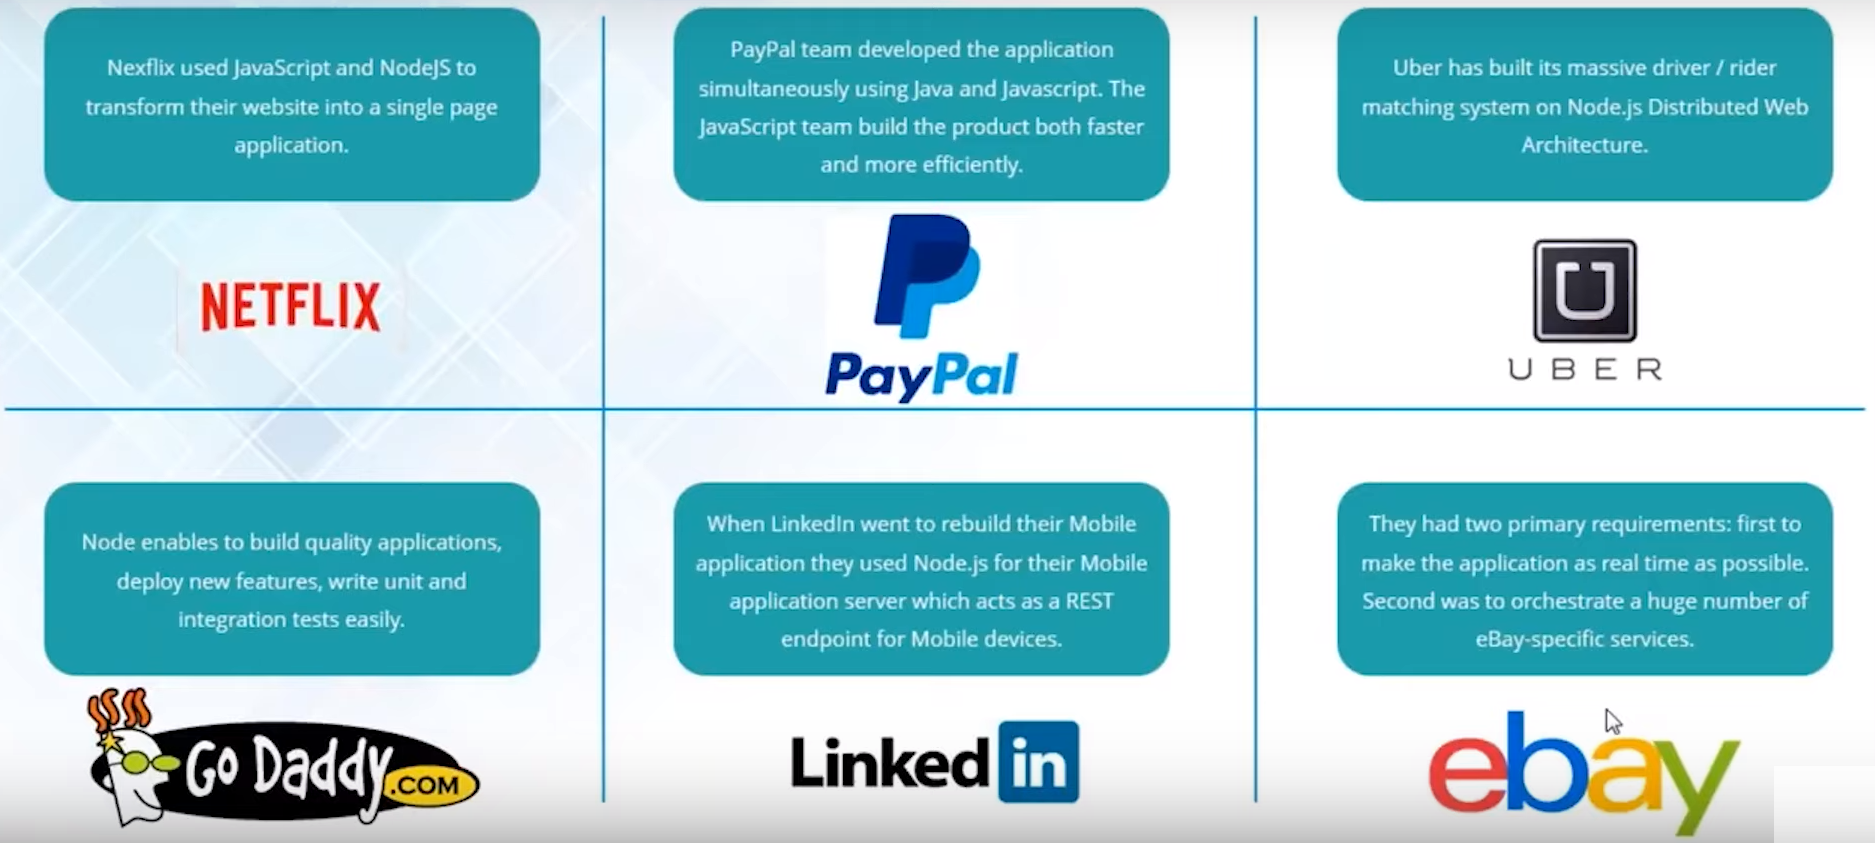 Nexflix used JavaScript and NodeJS to
transform their website into a single page
application.
NETFLIX
PayPal team developed the application
simultaneously using Java and Javascript. The
JavaScript team build the product both faster
and more efficiently.
PayPal
Uber has built its massive driver / rider
matching system on Node.js Distributed Web
Architecture.
UBER
Node enables to build quality applications,
deploy new features, write unit and
integration tests easily.
Go Daddy.COM
When LinkedIn went to rebuild their Mobile
application they used Node.js for their Mobile
application server which acts as a REST
endpoint for Mobile devices.
Linked in
They had two primary requirements: first to
make the application as real time as possible.
Second was to orchestrate a huge number of
eBay-specific services.
ebay